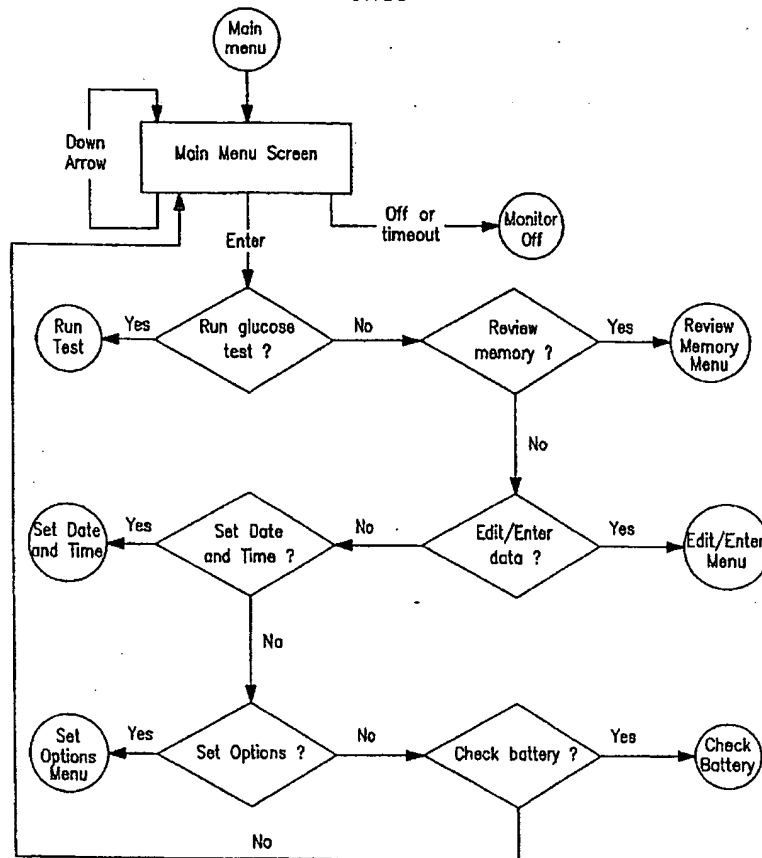 Main
menu
Down
Arrow
Main Menu Screen
Off or
timeout
Monitor
Off
Enter
Run
Test
Yes
Run glucose
test ?
No
Review
memory ?
Yes
Review
Memory
Menu
No
Set Date
and Time
Yes
Set Date
and Time ?
No
Edit/Enter
data ?
Yes
Edit/Enter
Menu
No
Set
Options
Menu
Yes
Set Options ?
No
Check battery ?
Yes
Check
Battery
No